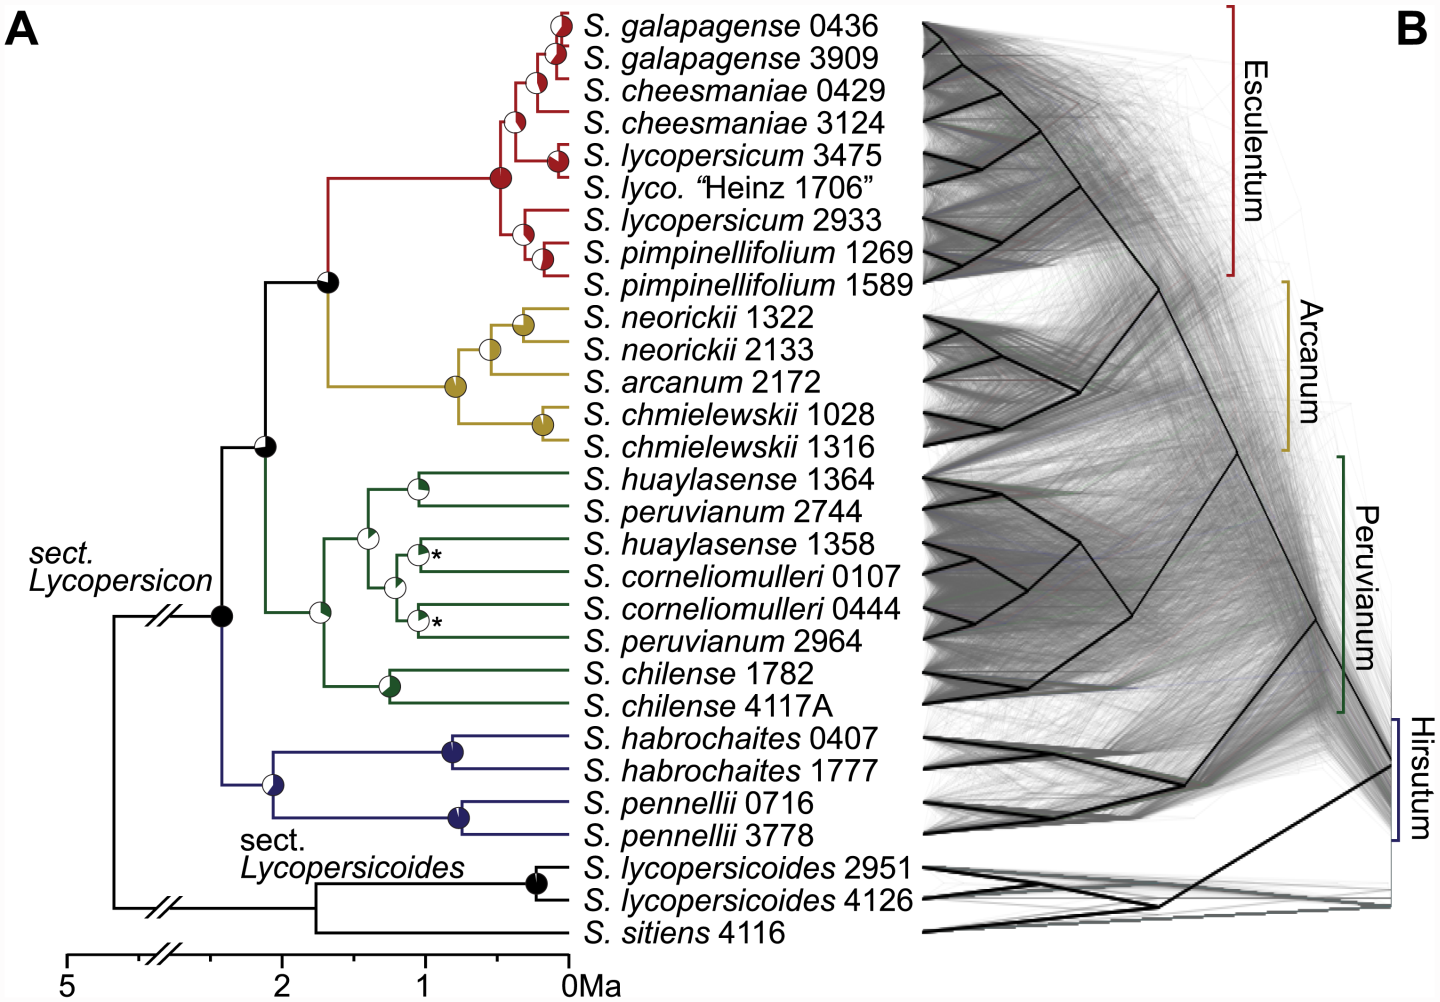 A
B
S. galapagense 0436
S. galapagense 3909
S. cheesmaniae 0429
S. cheesmaniae 3124
S. lycopersicum 3475
S. lyco. “Heinz 1706”
S. lycopersicum 2933
S. pimpinellifolium 1269
S. pimpinellifolium 1589
S. neorickii 1322
S. neorickii 2133
S. arcanum 2172
S. chmielewskii 1028
S. chmielewskii 1316
S. huaylasense 1364
S. peruvianum 2744
S. huaylasense 1358
S. corneliomulleri 0107
S. corneliomulleri 0444
S. peruvianum 2964
S. chilense 1782
S. chilense 4117A
S. habrochaites 0407
S. habrochaites 1777
S. pennellii 0716
S. pennellii 3778
S. lycopersicoides 2951
S. lycopersicoides 4126
S. sitiens 4116
*
*
sect.
Lycopersicon
sect.
Lycopersicoides
5 2 1 0Ma
Esculentum
Arcanum
Peruvianum
Hirsutum